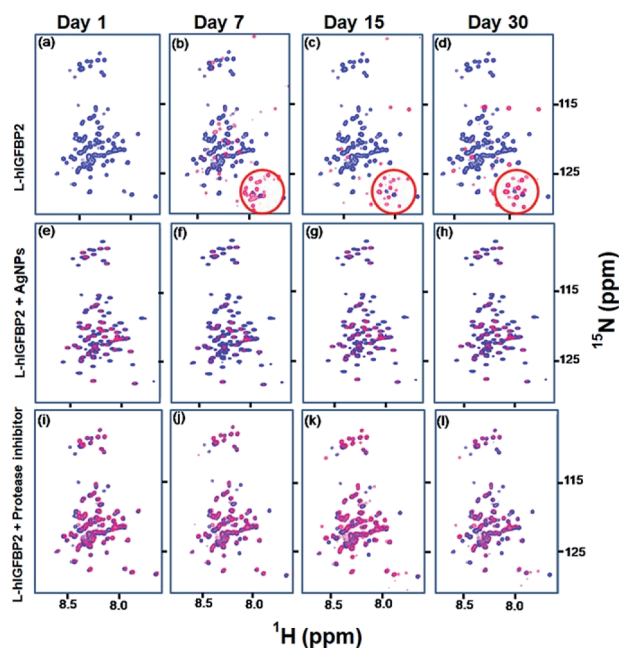 Day 1 Day 7 Day 15 Day 30
L-hIGFBP2
(a) (b) (c) (d)
115
125
L-hIGFBP2 + AgNPs
(e) (f) (g) (h)
115
125
15N (ppm)
L-hIGFBP2 + Protease inhibitor
(i) (j) (k) (l)
115
125
8.5 8.0 8.5 8.0 8.5 8.0 8.5 8.0
1H (ppm)